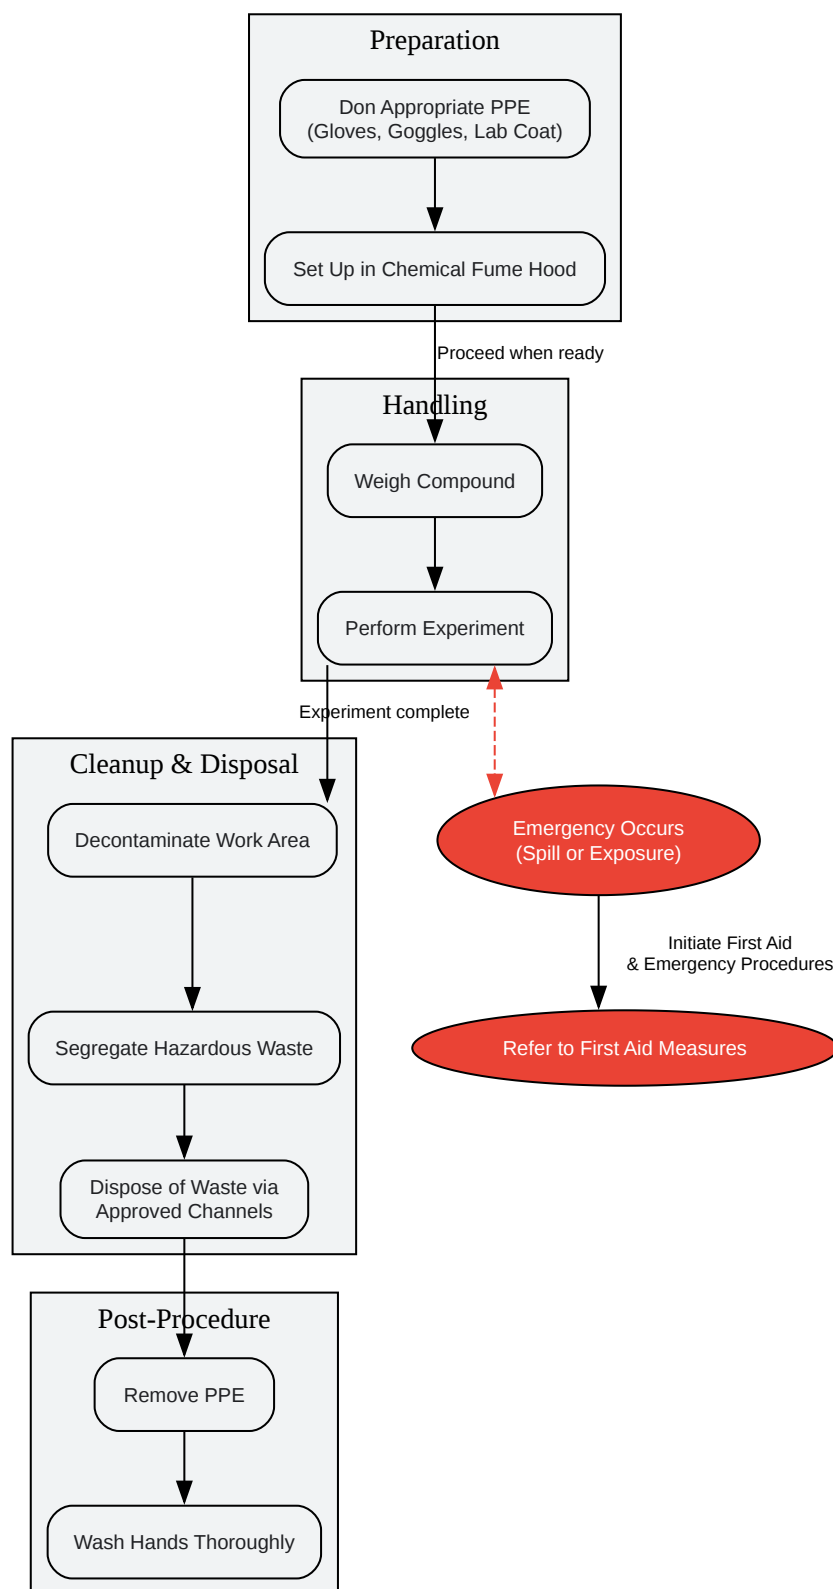 Preparation
Don Appropriate PPE
(Gloves, Goggles, Lab Coat)
Set Up in Chemical Fume Hood
Proceed when ready
Handling
Weigh Compound
Perform Experiment
Experiment complete
Cleanup & Disposal
Decontaminate Work Area
Emergency Occurs
(Spill or Exposure)
Initiate First Aid
& Emergency Procedures
Segregate Hazardous Waste
Refer to First Aid Measures
Dispose of Waste via
Approved Channels
Post-Procedure
Remove PPE
Wash Hands Thoroughly